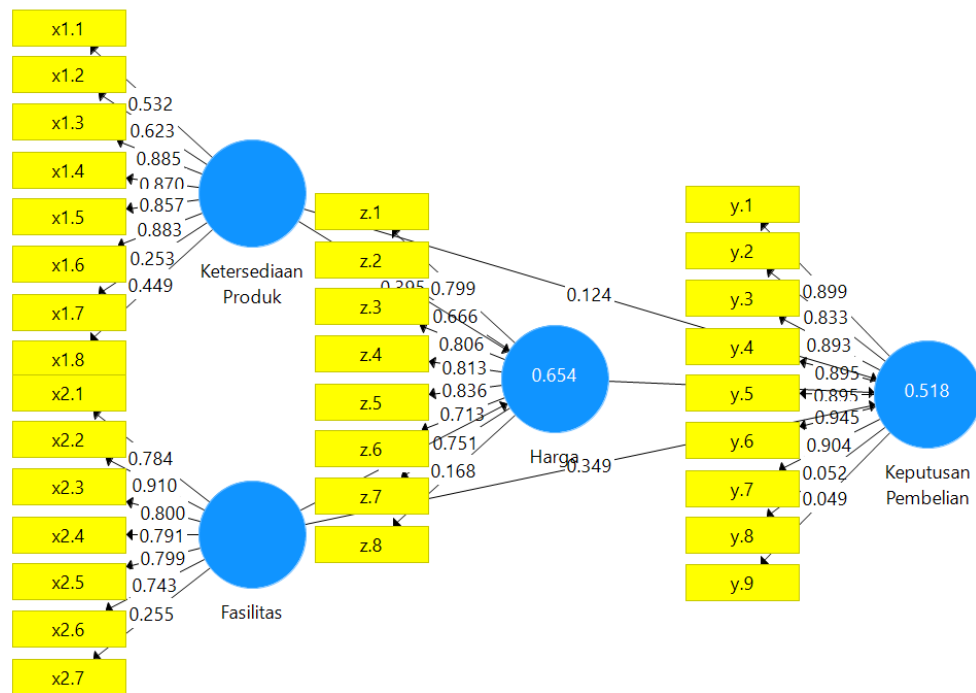 x1.1
x1.2
x1.3
x1.4
x1.5
x1.6
x1.7
x1.8
0.532
0.623
0.885
0.870
0.857
0.883
0.253
0.449
Ketersediaan
Produk
x2.1
x2.2
x2.3
x2.4
x2.5
x2.6
x2.7
0.784
0.910
0.800
0.791
0.799
0.743
0.255
Fasilitas
z.1
z.2
z.3
z.4
z.5
z.6
z.7
z.8
0.395
0.799
0.666
0.806
0.813
0.836
0.713
0.751
0.168
0.654
Harga
0.124
0.349
y.1
y.2
y.3
y.4
y.5
y.6
y.7
y.8
y.9
0.899
0.833
0.893
0.895
0.895
0.945
0.904
0.052
0.049
0.518
Keputusan
Pembelian